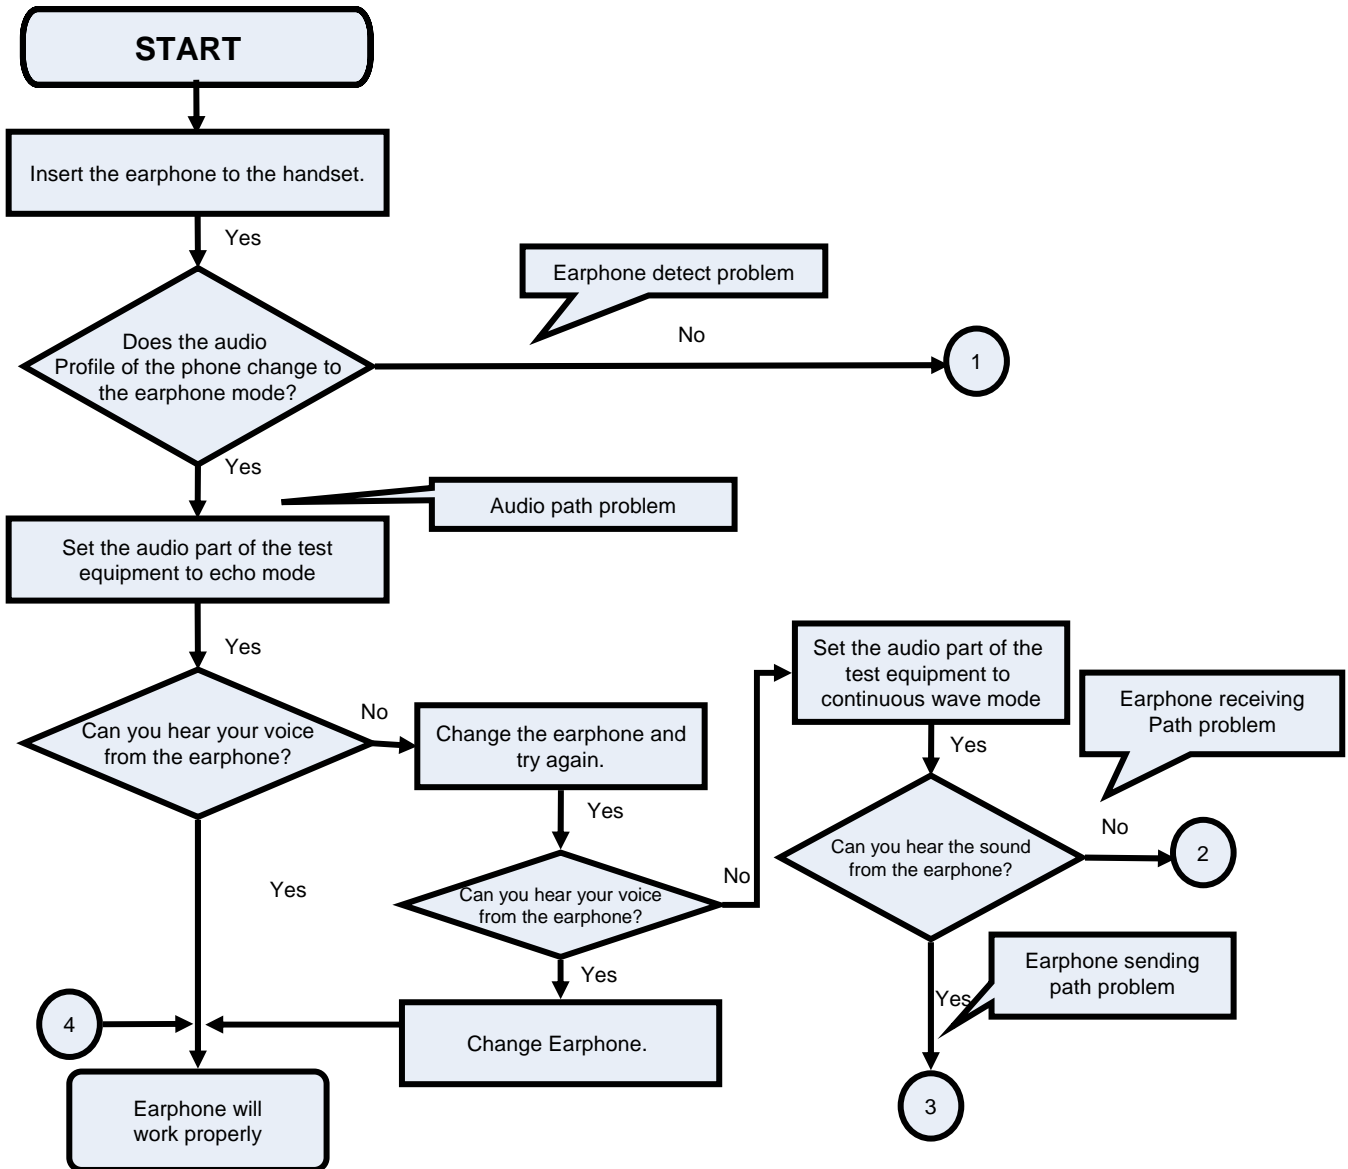 START
Insert the earphone to the handset.
Yes
Earphone detect problem
Does the audio
Profile of the phone change to
the earphone mode?
No
1
Yes
Audio path problem
Set the audio part of the test
equipment to echo mode
Yes
Set the audio part of the
test equipment to
continuous wave mode
Earphone receiving
Path problem
Can you hear your voice
from the earphone?
No
Change the earphone and
try again.
Yes
Yes
Can you hear the sound
from the earphone?
No
2
Yes
Can you hear your voice
from the earphone?
No
Yes
Earphone sending
path problem
Yes
4
Change Earphone.
Earphone will
work properly
3